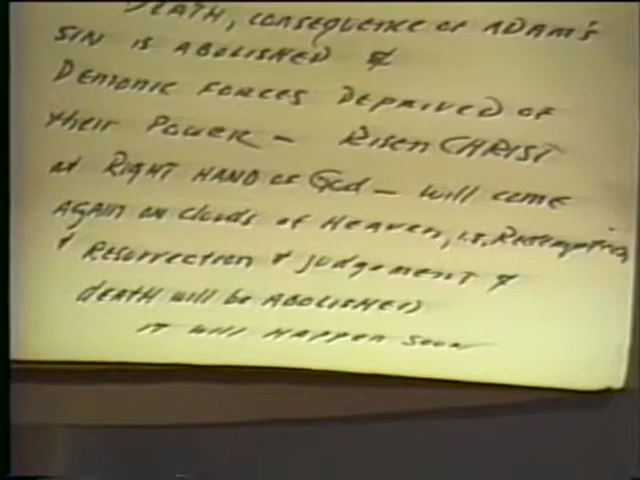 DEATH, consequence of ADAM'S
SIN is ABOLISHED &
Demonic forces Deprived of
their Power — Risen CHRIST
at RIGHT HAND of God — will come
AGAIN on clouds of Heaven, i.e., Redemption
& Resurrection & judgement &
dEATH will be ABOLISHED
IT will HAPPEN soon